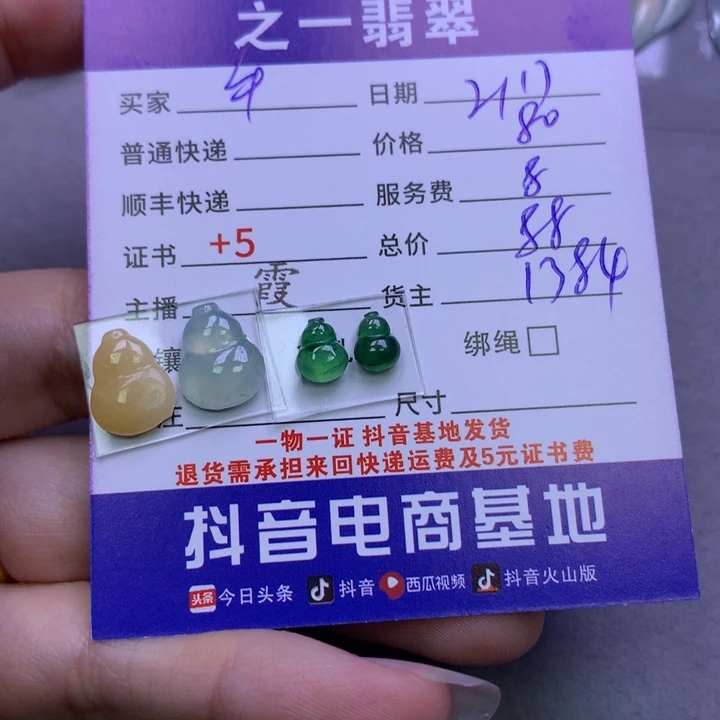 之一翡翠
买家 牛 日期
普通快递 价格 80
顺丰快递 服务费 8
证书 +5 总价 88
主播 霞 货主 1384
镶 绑绳
注 尺寸
一物一证 抖音基地发货
退货需承担来回快递运费及5元证书费
抖音电商基地
头条 今日头条 抖音 西瓜视频 抖音火山版